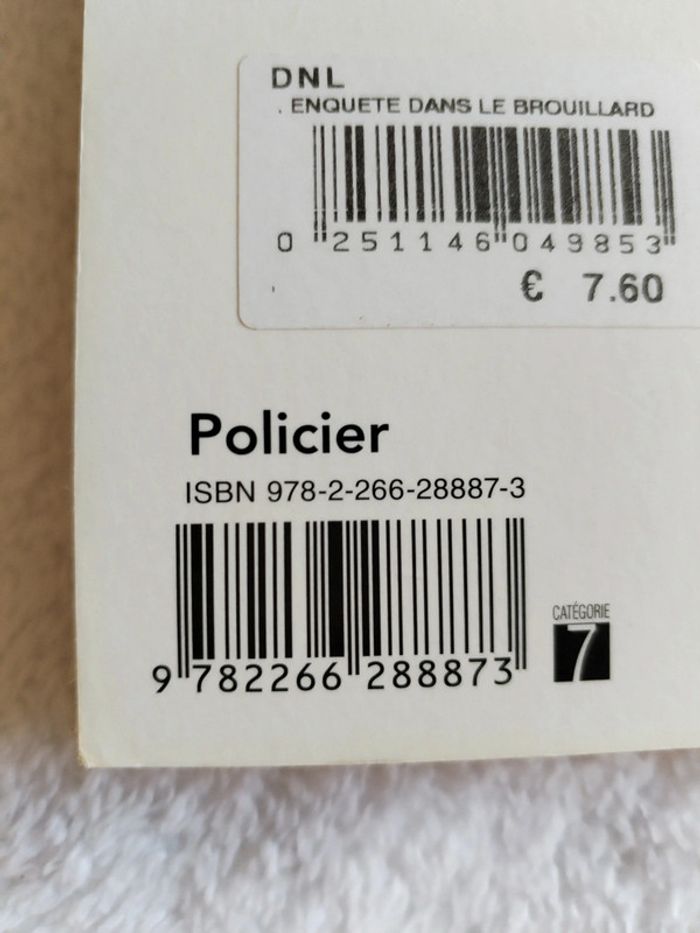 DNL
. ENQUETE DANS LE BROUILLARD
0 251146 049853
€ 7.60
Policier
ISBN 978-2-266-28887-3
9 782266 288873
CATÉGORIE
7